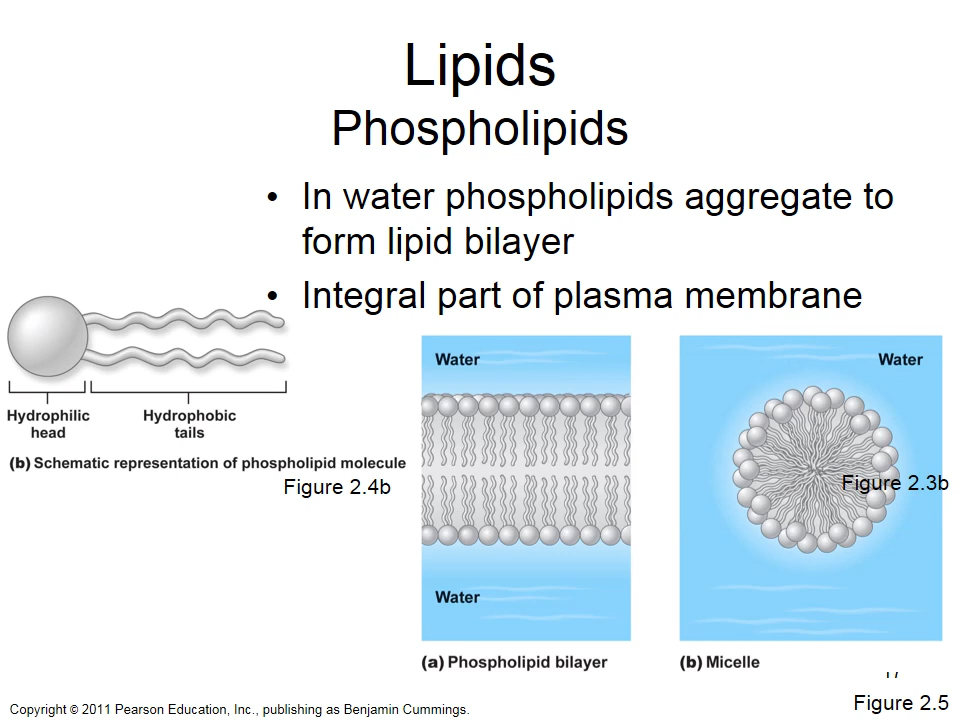 Lipids
Phospholipids
• In water phospholipids aggregate to
form lipid bilayer
• Integral part of plasma membrane
Hydrophilic
head
Hydrophobic
tails
(b) Schematic representation of phospholipid molecule
Figure 2.4b
Water
Water
(a) Phospholipid bilayer
Water
Figure 2.3b
(b) Micelle
Figure 2.5
Copyright © 2011 Pearson Education, Inc., publishing as Benjamin Cummings.